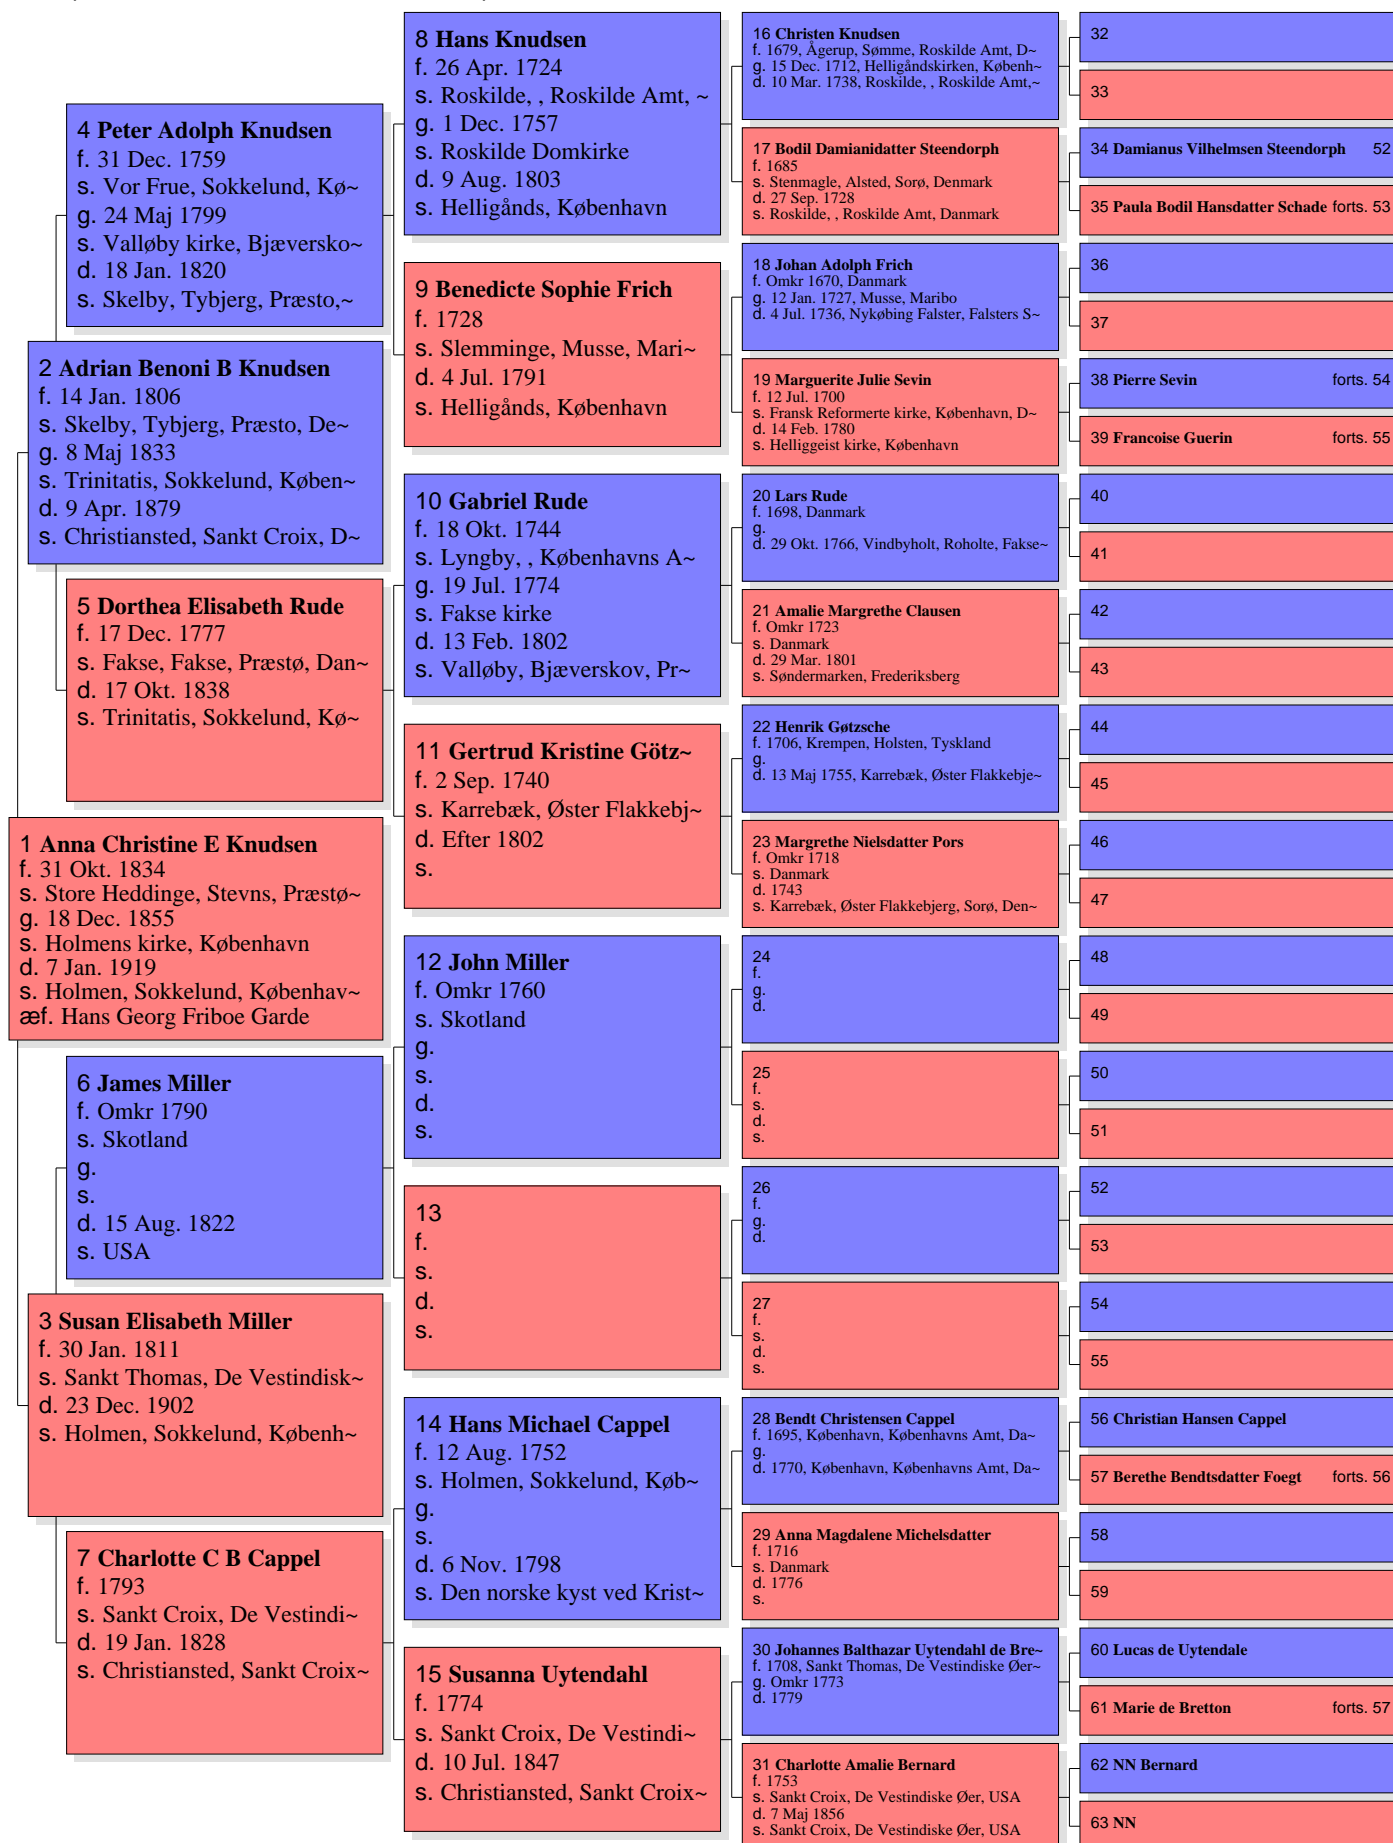 8 Hans Knudsen
f. 26 Apr. 1724
s. Roskilde, , Roskilde Amt, ~
g. 1 Dec. 1757
s. Roskilde Domkirke
d. 9 Aug. 1803
s. Helligånds, København
16 Christen Knudsen
f. 1679, Ågerup, Sømme, Roskilde Amt, D~
g. 15 Dec. 1712, Helligåndskirken, Københ~
d. 10 Mar. 1738, Roskilde, , Roskilde Amt,~
32
33
4 Peter Adolph Knudsen
f. 31 Dec. 1759
s. Vor Frue, Sokkelund, Kø~
g. 24 Maj 1799
s. Valløby kirke, Bjæversko~
d. 18 Jan. 1820
s. Skelby, Tybjerg, Præsto,~
17 Bodil Damianidatter Steendorph
f. 1685
s. Stenmagle, Alsted, Sorø, Denmark
d. 27 Sep. 1728
s. Roskilde, , Roskilde Amt, Danmark
34 Damianus Vilhelmsen Steendorph 52
35 Paula Bodil Hansdatter Schade forts. 53
9 Benedicte Sophie Frich
f. 1728
s. Slemminge, Musse, Mari~
d. 4 Jul. 1791
s. Helligånds, København
18 Johan Adolph Frich
f. Omkr 1670, Danmark
g. 12 Jan. 1727, Musse, Maribo
d. 4 Jul. 1736, Nykøbing Falster, Falsters S~
36
37
2 Adrian Benoni B Knudsen
f. 14 Jan. 1806
s. Skelby, Tybjerg, Præsto, De~
g. 8 Maj 1833
s. Trinitatis, Sokkelund, Køben~
d. 9 Apr. 1879
s. Christiansted, Sankt Croix, D~
19 Marguerite Julie Sevin
f. 12 Jul. 1700
s. Fransk Reformerte kirke, København, D~
d. 14 Feb. 1780
s. Helliggeist kirke, København
38 Pierre Sevin forts. 54
39 Francoise Guerin forts. 55
10 Gabriel Rude
f. 18 Okt. 1744
s. Lyngby, , Københavns A~
g. 19 Jul. 1774
s. Fakse kirke
d. 13 Feb. 1802
s. Valløby, Bjæverskov, Pr~
20 Lars Rude
f. 1698, Danmark
g.
d. 29 Okt. 1766, Vindbyholt, Roholte, Fakse~
40
41
5 Dorthea Elisabeth Rude
f. 17 Dec. 1777
s. Fakse, Fakse, Præstø, Dan~
d. 17 Okt. 1838
s. Trinitatis, Sokkelund, Kø~
21 Amalie Margrethe Clausen
f. Omkr 1723
s. Danmark
d. 29 Mar. 1801
s. Søndermarken, Frederiksberg
42
43
11 Gertrud Kristine Götz~
f. 2 Sep. 1740
s. Karrebæk, Øster Flakkebj~
d. Efter 1802
s.
22 Henrik Gøtzsche
f. 1706, Krempen, Holsten, Tyskland
g.
d. 13 Maj 1755, Karrebæk, Øster Flakkebje~
44
45
1 Anna Christine E Knudsen
f. 31 Okt. 1834
s. Store Heddinge, Stevns, Præstø~
g. 18 Dec. 1855
s. Holmens kirke, København
d. 7 Jan. 1919
s. Holmen, Sokkelund, Københav~
æf. Hans Georg Friboe Garde
23 Margrethe Nielsdatter Pors
f. Omkr 1718
s. Danmark
d. 1743
s. Karrebæk, Øster Flakkebjerg, Sorø, Den~
46
47
12 John Miller
f. Omkr 1760
s. Skotland
g.
s.
d.
s.
24
f.
g.
d.
48
49
6 James Miller
f. Omkr 1790
s. Skotland
g.
s.
d. 15 Aug. 1822
s. USA
25
f.
s.
d.
s.
50
51
13
f.
s.
d.
s.
26
f.
g.
d.
52
53
3 Susan Elisabeth Miller
f. 30 Jan. 1811
s. Sankt Thomas, De Vestindisk~
d. 23 Dec. 1902
s. Holmen, Sokkelund, Københ~
27
f.
s.
d.
s.
54
55
14 Hans Michael Cappel
f. 12 Aug. 1752
s. Holmen, Sokkelund, Køb~
g.
s.
d. 6 Nov. 1798
s. Den norske kyst ved Krist~
28 Bendt Christensen Cappel
f. 1695, København, Københavns Amt, Da~
g.
d. 1770, København, Københavns Amt, Da~
56 Christian Hansen Cappel
57 Berethe Bendtsdatter Foegt forts. 56
7 Charlotte C B Cappel
f. 1793
s. Sankt Croix, De Vestindi~
d. 19 Jan. 1828
s. Christiansted, Sankt Croix~
29 Anna Magdalene Michelsdatter
f. 1716
s. Danmark
d. 1776
s.
58
59
15 Susanna Uytendahl
f. 1774
s. Sankt Croix, De Vestindi~
d. 10 Jul. 1847
s. Christiansted, Sankt Croix~
30 Johannes Balthazar Uytendahl de Bre~
f. 1708, Sankt Thomas, De Vestindiske Øer~
g. Omkr 1773
d. 1779
60 Lucas de Uytendale
61 Marie de Bretton forts. 57
31 Charlotte Amalie Bernard
f. 1753
s. Sankt Croix, De Vestindiske Øer, USA
d. 7 Maj 1856
s. Sankt Croix, De Vestindiske Øer, USA
62 NN Bernard
63 NN